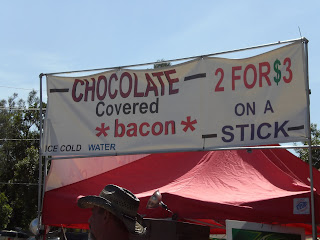 CHOCOLATE
Covered
*bacon*
ICE COLD WATER
2 FOR $3
ON A
STICK